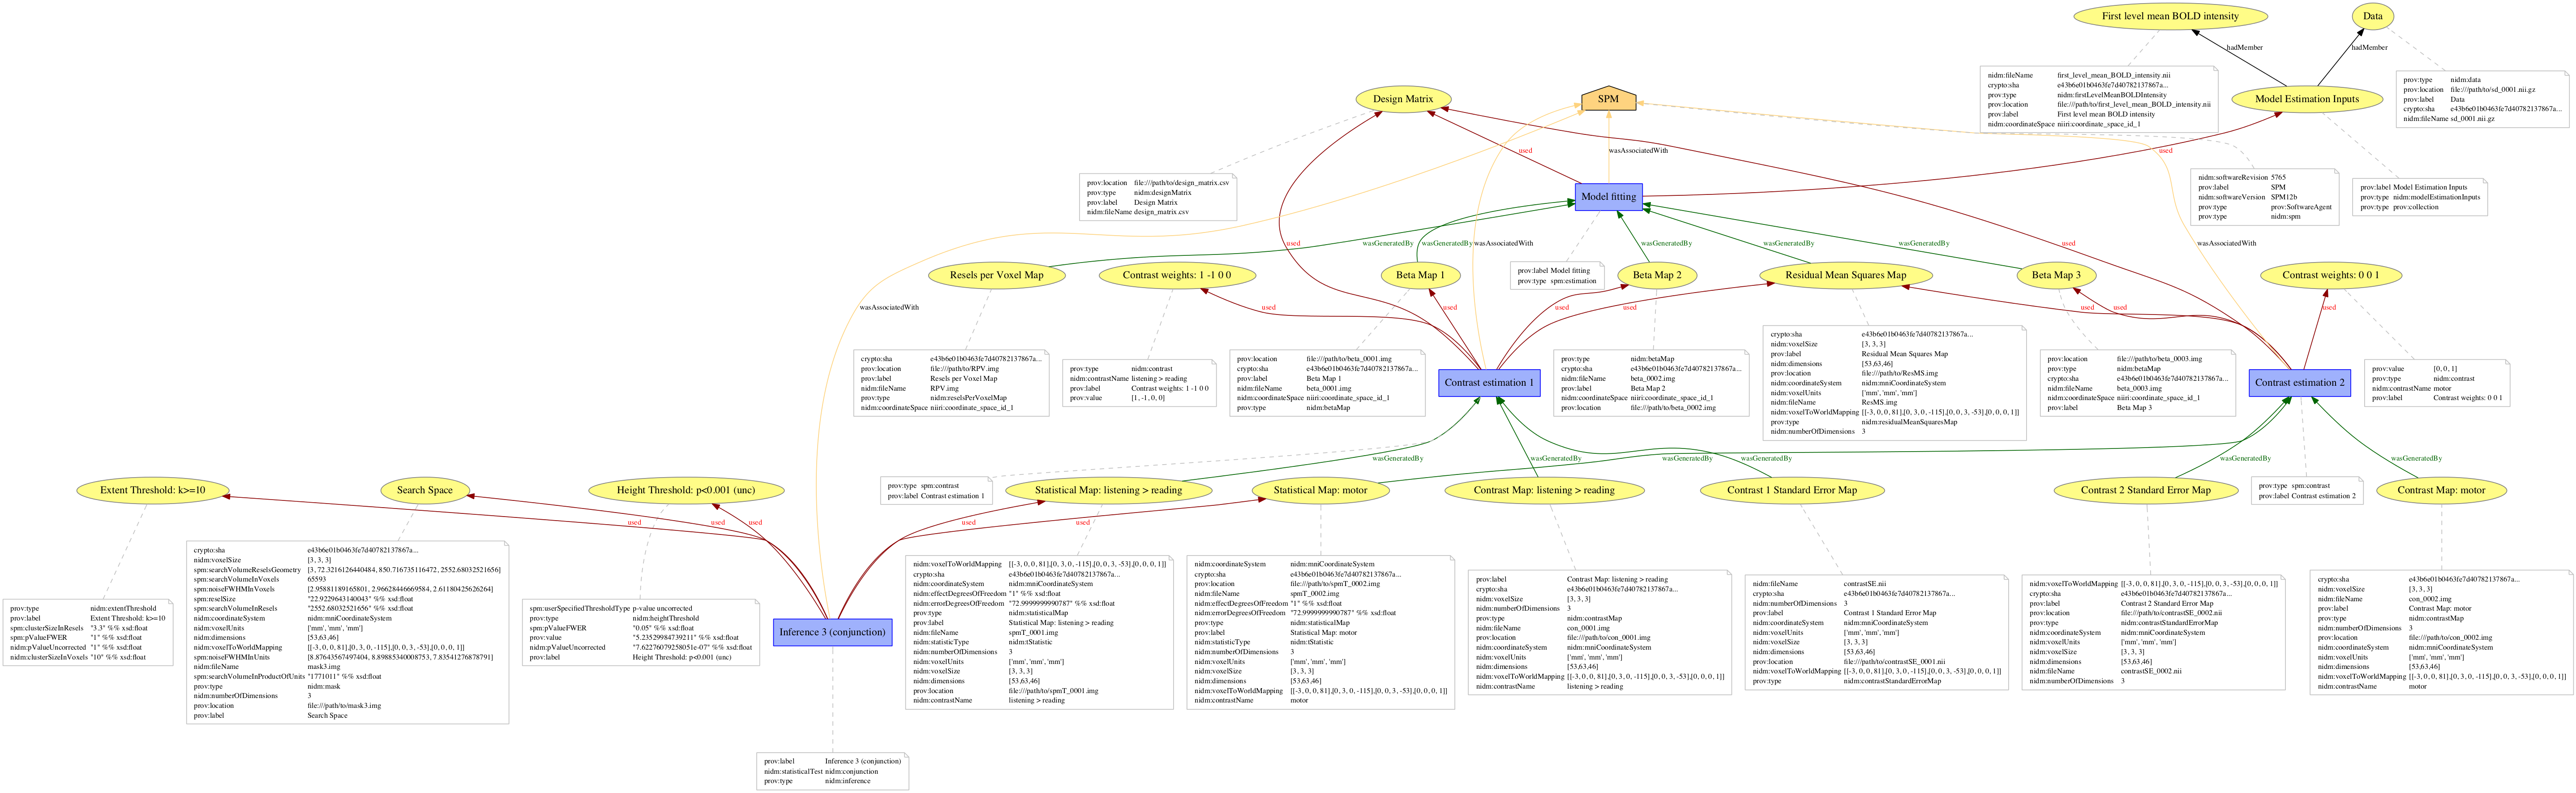 First level mean BOLD intensity
Data
hadMember
hadMember
nidm:fileName first_level_mean_BOLD_intensity.nii
crypto:sha e43b6e01b0463fe7d40782137867a...
prov:type nidm:firstLevelMeanBOLDIntensity
prov:location file:///path/to/first_level_mean_BOLD_intensity.nii
prov:label First level mean BOLD intensity
nidm:coordinateSpace niiri:coordinate_space_id_1
prov:type nidm:data
prov:location file:///path/to/sd_0001.nii.gz
prov:label Data
crypto:sha e43b6e01b0463fe7d40782137867a...
nidm:fileName sd_0001.nii.gz
Design Matrix
SPM
Model Estimation Inputs
used
wasAssociatedWith
used
prov:location file:///path/to/design_matrix.csv
prov:type nidm:designMatrix
prov:label Design Matrix
nidm:fileName design_matrix.csv
Model fitting
nidm:softwareRevision 5765
prov:label SPM
nidm:softwareVersion SPM12b
prov:type prov:SoftwareAgent
prov:type nidm:spm
prov:label Model Estimation Inputs
prov:type nidm:modelEstimationInputs
prov:type prov:collection
wasGeneratedBy
used
wasGeneratedBy
wasAssociatedWith
wasGeneratedBy
wasGeneratedBy
wasGeneratedBy
used
wasAssociatedWith
Resels per Voxel Map
Contrast weights: 1 -1 0 0
Beta Map 1
prov:label Model fitting
prov:type spm:estimation
Beta Map 2
Residual Mean Squares Map
Beta Map 3
Contrast weights: 0 0 1
wasAssociatedWith
used
used
used
used
used
used
used
crypto:sha e43b6e01b0463fe7d40782137867a...
prov:location file:///path/to/RPV.img
prov:label Resels per Voxel Map
nidm:fileName RPV.img
prov:type nidm:reselsPerVoxelMap
nidm:coordinateSpace niiri:coordinate_space_id_1
prov:type nidm:contrast
nidm:contrastName listening > reading
prov:label Contrast weights: 1 -1 0 0
prov:value [1, -1, 0, 0]
prov:location file:///path/to/beta_0001.img
crypto:sha e43b6e01b0463fe7d40782137867a...
prov:label Beta Map 1
nidm:fileName beta_0001.img
nidm:coordinateSpace niiri:coordinate_space_id_1
prov:type nidm:betaMap
Contrast estimation 1
prov:type nidm:betaMap
crypto:sha e43b6e01b0463fe7d40782137867a...
nidm:fileName beta_0002.img
prov:label Beta Map 2
nidm:coordinateSpace niiri:coordinate_space_id_1
prov:location file:///path/to/beta_0002.img
crypto:sha e43b6e01b0463fe7d40782137867a...
nidm:voxelSize [3, 3, 3]
prov:label Residual Mean Squares Map
nidm:dimensions [53,63,46]
prov:location file:///path/to/ResMS.img
nidm:coordinateSystem nidm:mniCoordinateSystem
nidm:voxelUnits ['mm', 'mm', 'mm']
nidm:fileName ResMS.img
nidm:voxelToWorldMapping [[-3, 0, 0, 81],[0, 3, 0, -115],[0, 0, 3, -53],[0, 0, 0, 1]]
prov:type nidm:residualMeanSquaresMap
nidm:numberOfDimensions 3
prov:location file:///path/to/beta_0003.img
prov:type nidm:betaMap
crypto:sha e43b6e01b0463fe7d40782137867a...
nidm:fileName beta_0003.img
nidm:coordinateSpace niiri:coordinate_space_id_1
prov:label Beta Map 3
Contrast estimation 2
prov:value [0, 0, 1]
prov:type nidm:contrast
nidm:contrastName motor
prov:label Contrast weights: 0 0 1
wasGeneratedBy
wasGeneratedBy
wasGeneratedBy
wasGeneratedBy
wasGeneratedBy
wasGeneratedBy
Extent Threshold: k>=10
Search Space
Height Threshold: p<0.001 (unc)
prov:type spm:contrast
prov:label Contrast estimation 1
Statistical Map: listening > reading
Statistical Map: motor
Contrast Map: listening > reading
Contrast 1 Standard Error Map
Contrast 2 Standard Error Map
prov:type spm:contrast
prov:label Contrast estimation 2
Contrast Map: motor
used
used
used
used
used
prov:type nidm:extentThreshold
prov:label Extent Threshold: k>=10
spm:clusterSizeInResels "3.3" %% xsd:float
spm:pValueFWER "1" %% xsd:float
nidm:pValueUncorrected "1" %% xsd:float
nidm:clusterSizeInVoxels "10" %% xsd:float
crypto:sha e43b6e01b0463fe7d40782137867a...
nidm:voxelSize [3, 3, 3]
spm:searchVolumeReselsGeometry [3, 72.3216126440484, 850.716735116472, 2552.68032521656]
spm:searchVolumeInVoxels 65593
spm:noiseFWHMInVoxels [2.95881189165801, 2.96628446669584, 2.61180425626264]
spm:reselSize "22.9229643140043" %% xsd:float
spm:searchVolumeInResels "2552.68032521656" %% xsd:float
nidm:coordinateSystem nidm:mniCoordinateSystem
nidm:voxelUnits ['mm', 'mm', 'mm']
nidm:dimensions [53,63,46]
nidm:voxelToWorldMapping [[-3, 0, 0, 81],[0, 3, 0, -115],[0, 0, 3, -53],[0, 0, 0, 1]]
spm:noiseFWHMInUnits [8.87643567497404, 8.89885340008753, 7.83541276878791]
nidm:fileName mask3.img
spm:searchVolumeInProductOfUnits "1771011" %% xsd:float
prov:type nidm:mask
nidm:numberOfDimensions 3
prov:location file:///path/to/mask3.img
prov:label Search Space
spm:userSpecifiedThresholdType p-value uncorrected
prov:type nidm:heightThreshold
spm:pValueFWER "0.05" %% xsd:float
prov:value "5.23529984739211" %% xsd:float
nidm:pValueUncorrected "7.62276079258051e-07" %% xsd:float
prov:label Height Threshold: p<0.001 (unc)
Inference 3 (conjunction)
nidm:voxelToWorldMapping [[-3, 0, 0, 81],[0, 3, 0, -115],[0, 0, 3, -53],[0, 0, 0, 1]]
crypto:sha e43b6e01b0463fe7d40782137867a...
nidm:coordinateSystem nidm:mniCoordinateSystem
nidm:effectDegreesOfFreedom "1" %% xsd:float
nidm:errorDegreesOfFreedom "72.9999999990787" %% xsd:float
prov:type nidm:statisticalMap
prov:label Statistical Map: listening > reading
nidm:fileName spmT_0001.img
nidm:statisticType nidm:tStatistic
nidm:numberOfDimensions 3
nidm:voxelUnits ['mm', 'mm', 'mm']
nidm:voxelSize [3, 3, 3]
nidm:dimensions [53,63,46]
prov:location file:///path/to/spmT_0001.img
nidm:contrastName listening > reading
nidm:coordinateSystem nidm:mniCoordinateSystem
crypto:sha e43b6e01b0463fe7d40782137867a...
prov:location file:///path/to/spmT_0002.img
nidm:fileName spmT_0002.img
nidm:effectDegreesOfFreedom "1" %% xsd:float
nidm:errorDegreesOfFreedom "72.9999999990787" %% xsd:float
prov:type nidm:statisticalMap
prov:label Statistical Map: motor
nidm:statisticType nidm:tStatistic
nidm:numberOfDimensions 3
nidm:voxelUnits ['mm', 'mm', 'mm']
nidm:voxelSize [3, 3, 3]
nidm:dimensions [53,63,46]
nidm:voxelToWorldMapping [[-3, 0, 0, 81],[0, 3, 0, -115],[0, 0, 3, -53],[0, 0, 0, 1]]
nidm:contrastName motor
prov:label Contrast Map: listening > reading
crypto:sha e43b6e01b0463fe7d40782137867a...
nidm:voxelSize [3, 3, 3]
nidm:numberOfDimensions 3
prov:type nidm:contrastMap
nidm:fileName con_0001.img
prov:location file:///path/to/con_0001.img
nidm:coordinateSystem nidm:mniCoordinateSystem
nidm:voxelUnits ['mm', 'mm', 'mm']
nidm:dimensions [53,63,46]
nidm:voxelToWorldMapping [[-3, 0, 0, 81],[0, 3, 0, -115],[0, 0, 3, -53],[0, 0, 0, 1]]
nidm:contrastName listening > reading
nidm:fileName contrastSE.nii
crypto:sha e43b6e01b0463fe7d40782137867a...
nidm:numberOfDimensions 3
prov:label Contrast 1 Standard Error Map
nidm:coordinateSystem nidm:mniCoordinateSystem
nidm:voxelUnits ['mm', 'mm', 'mm']
nidm:voxelSize [3, 3, 3]
nidm:dimensions [53,63,46]
prov:location file:///path/to/contrastSE_0001.nii
nidm:voxelToWorldMapping [[-3, 0, 0, 81],[0, 3, 0, -115],[0, 0, 3, -53],[0, 0, 0, 1]]
prov:type nidm:contrastStandardErrorMap
nidm:voxelToWorldMapping [[-3, 0, 0, 81],[0, 3, 0, -115],[0, 0, 3, -53],[0, 0, 0, 1]]
crypto:sha e43b6e01b0463fe7d40782137867a...
prov:label Contrast 2 Standard Error Map
prov:location file:///path/to/contrastSE_0002.nii
prov:type nidm:contrastStandardErrorMap
nidm:coordinateSystem nidm:mniCoordinateSystem
nidm:voxelUnits ['mm', 'mm', 'mm']
nidm:voxelSize [3, 3, 3]
nidm:dimensions [53,63,46]
nidm:fileName contrastSE_0002.nii
nidm:numberOfDimensions 3
crypto:sha e43b6e01b0463fe7d40782137867a...
nidm:voxelSize [3, 3, 3]
nidm:fileName con_0002.img
prov:label Contrast Map: motor
prov:type nidm:contrastMap
nidm:numberOfDimensions 3
prov:location file:///path/to/con_0002.img
nidm:coordinateSystem nidm:mniCoordinateSystem
nidm:voxelUnits ['mm', 'mm', 'mm']
nidm:dimensions [53,63,46]
nidm:voxelToWorldMapping [[-3, 0, 0, 81],[0, 3, 0, -115],[0, 0, 3, -53],[0, 0, 0, 1]]
nidm:contrastName motor
prov:label Inference 3 (conjunction)
nidm:statisticalTest nidm:conjunction
prov:type nidm:inference